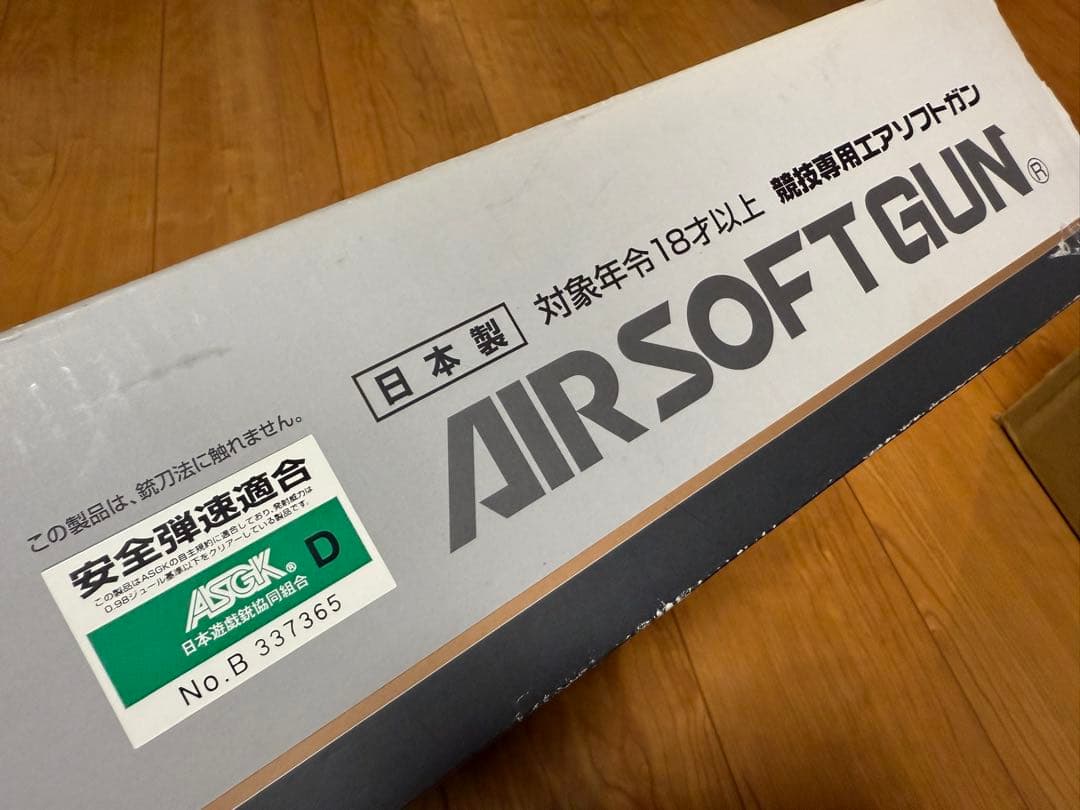 対象年令18才以上 競技専用エアソフトガン
日本製
AIR SOFT GUN®
この製品は、銃刀法に触れません。
安全弾速適合
この製品はASGKの自主規約に適合しており、発射威力は
0.98ジュール基準以下をクリアーしている製品です。
ASGK® D
日本遊戯銃協同組合
No.B 337365